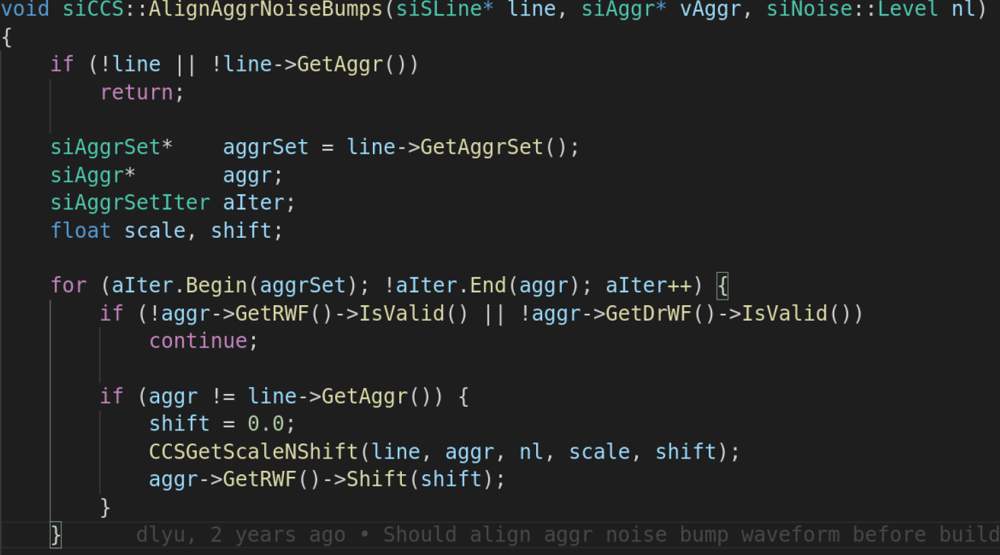 void siCCS::AlignAggrNoiseBumps(siSLine* line, siAggr* vAggr, siNoise::Level nl)
{
    if (!line || !line->GetAggr())
        return;

    siAggrSet*    aggrSet = line->GetAggrSet();
    siAggr*       aggr;
    siAggrSetIter aIter;
    float scale, shift;

    for (aIter.Begin(aggrSet); !aIter.End(aggr); aIter++) {
        if (!aggr->GetRWF()->IsValid() || !aggr->GetDrWF()->IsValid())
            continue;

        if (aggr != line->GetAggr()) {
            shift = 0.0;
            CCSGetScaleNShift(line, aggr, nl, scale, shift);
            aggr->GetRWF()->Shift(shift);
        }
    }      dlyu, 2 years ago • Should align aggr noise bump waveform before build